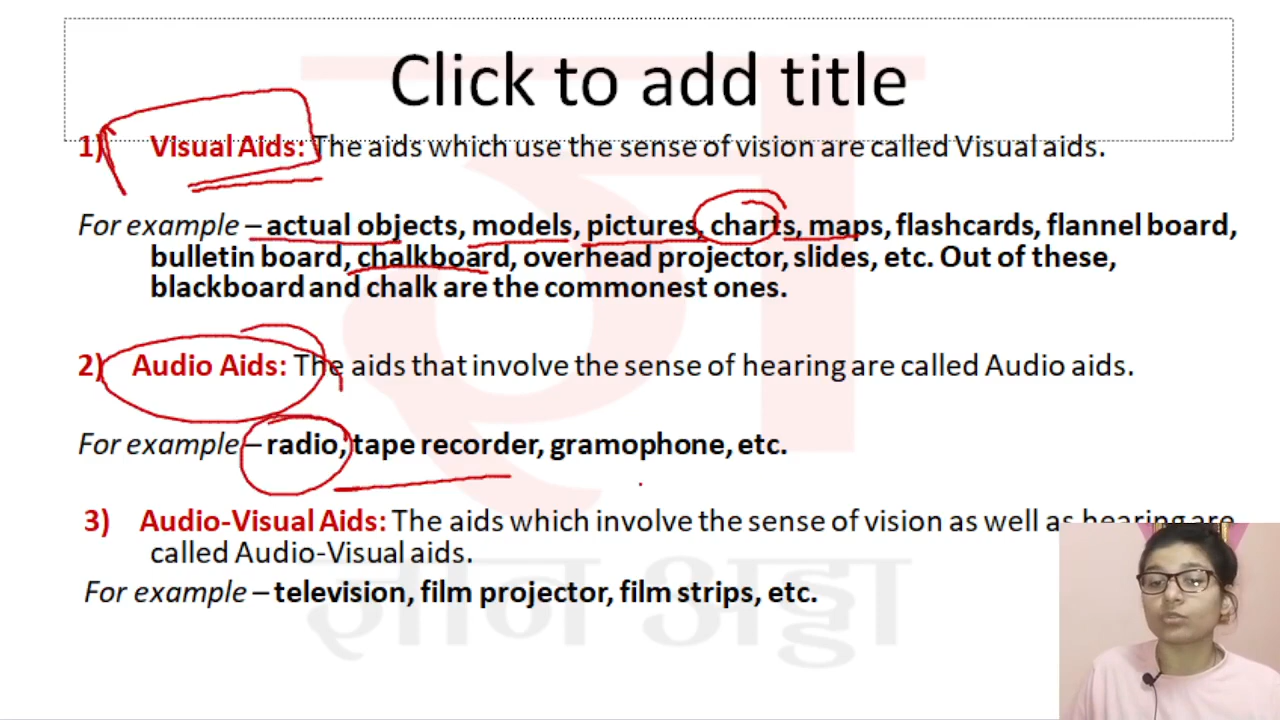 Click to add title
1) Visual Aids: The aids which use the sense of vision are called Visual aids.
For example – actual objects, models, pictures, charts, maps, flashcards, flannel board,
bulletin board, chalkboard, overhead projector, slides, etc. Out of these,
blackboard and chalk are the commonest ones.
2) Audio Aids: The aids that involve the sense of hearing are called Audio aids.
For example – radio, tape recorder, gramophone, etc.
3) Audio-Visual Aids: The aids which involve the sense of vision as well as hearing are
called Audio-Visual aids.
For example – television, film projector, film strips, etc.
ज्ञान अड्डा